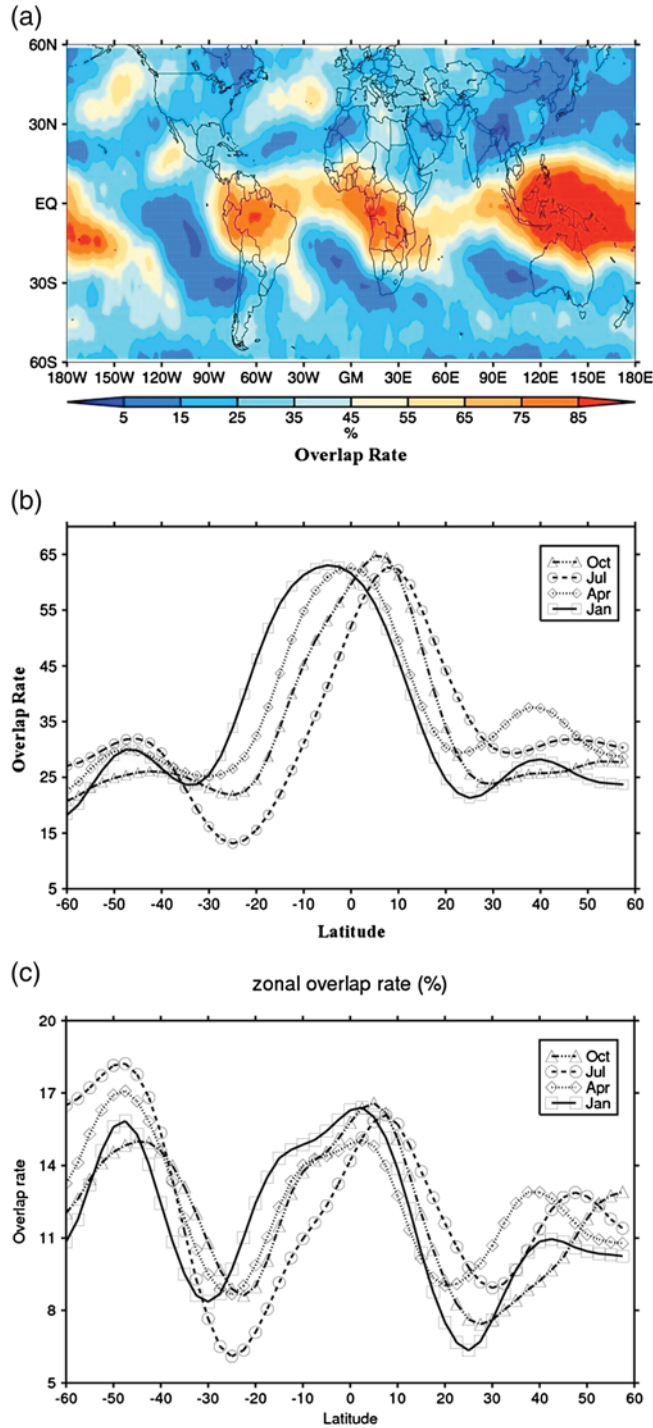 (a)
60N
30N
EQ
30S
60S
180W 150W 120W 90W 60W 30W GM 30E 60E 90E 120E 150E 180E
5 15 25 35 45 55 65 75 85
%
Overlap Rate
(b)
65
55
45
35
25
15
5
Overlap Rate
Oct
Jul
Apr
Jan
-60 -50 -40 -30 -20 -10 0 10 20 30 40 50 60
Latitude
(c)
zonal overlap rate (%)
20
17
14
11
8
5
Overlap rate
Oct
Jul
Apr
Jan
-60 -50 -40 -30 -20 -10 0 10 20 30 40 50 60
Latitude